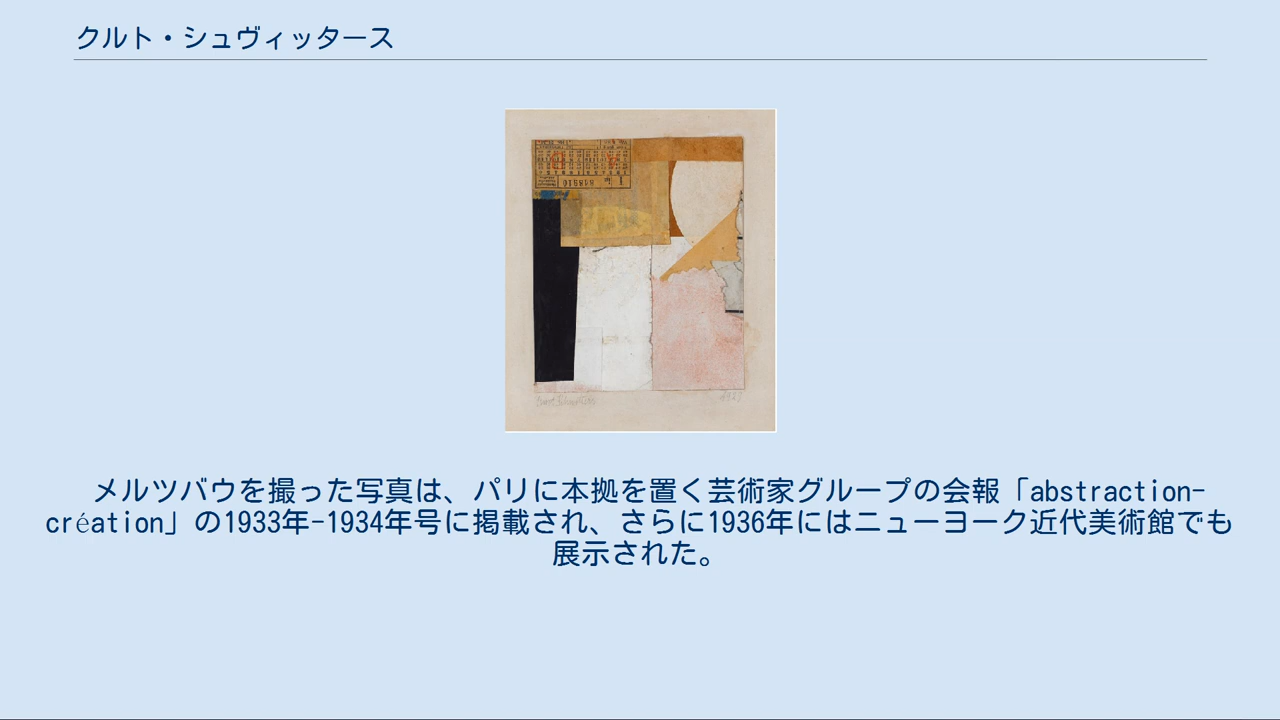 クルト・シュヴィッタース
メルツバウを撮った写真は、パリに本拠を置く芸術家グループの会報「abstraction-
création」の1933年-1934年号に掲載され、さらに1936年にはニューヨーク近代美術館でも
展示された。